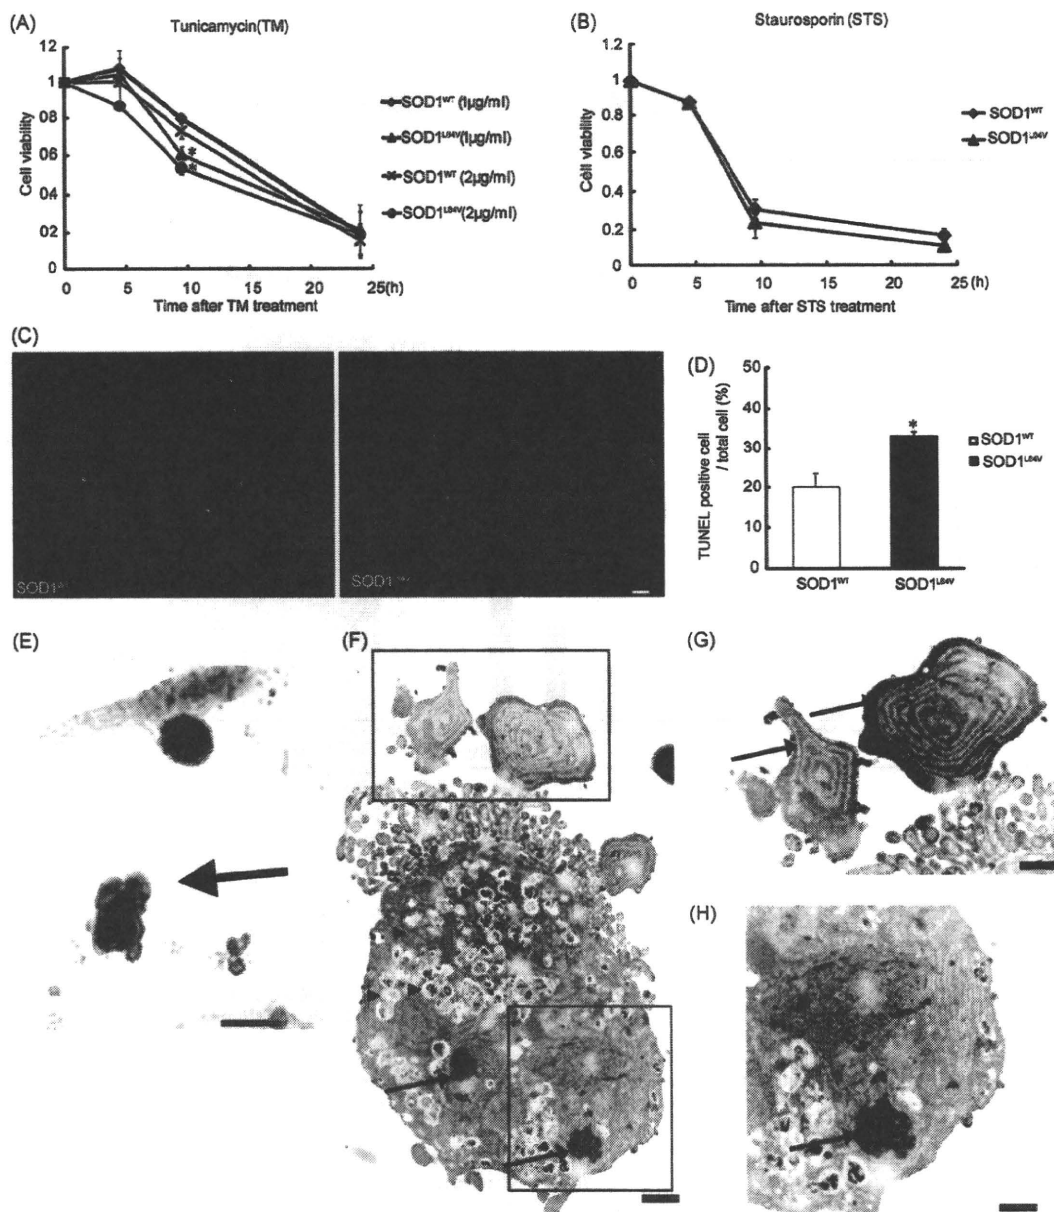 (A)
Tunicamycin(TM)
12
1
08
06
04
02
0
Cell viability
0 5 10 15 20 25(h)
Time after TM treatment
*
*
SOD1ᵂᵀ (1μg/ml)
SOD1ᴸ⁸⁴ⱽ(1μg/ml)
SOD1ᵂᵀ (2μg/ml)
SOD1ᴸ⁸⁴ⱽ(2μg/ml)
(B)
Staurosporin (STS)
1.2
1
0.8
0.6
0.4
0.2
0
Cell viability
0 5 10 15 20 25 (h)
Time after STS treatment
SOD1ᵂᵀ
SOD1ᴸ⁸⁴ⱽ
(C)
SOD1
SOD1
(D)
50
40
30
20
10
0
TUNEL positive cell
/ total cell (%)
*
SOD1ᵂᵀ
SOD1ᴸ⁸⁴ⱽ
SOD1ᵂᵀ SOD1ᴸ⁸⁴ⱽ
(E)
(F)
(G)
(H)